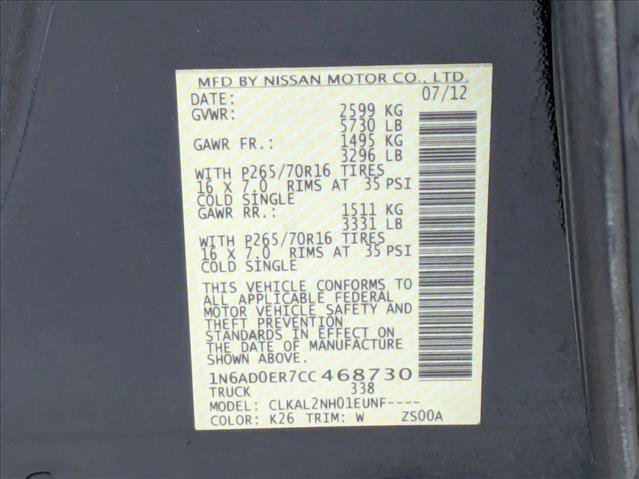 MFD BY NISSAN MOTOR CO., LTD.
DATE: 07/12
GVWR: 2599 KG
5730 LB
GAWR FR.: 1495 KG
3296 LB
WITH P265/70R16 TIRES
16 X 7.0 RIMS AT 35 PSI
COLD SINGLE
GAWR RR.: 1511 KG
3331 LB
WITH P265/70R16 TIRES
16 X 7.0 RIMS AT 35 PSI
COLD SINGLE
THIS VEHICLE CONFORMS TO
ALL APPLICABLE FEDERAL
MOTOR VEHICLE SAFETY AND
THEFT PREVENTION
STANDARDS IN EFFECT ON
THE DATE OF MANUFACTURE
SHOWN ABOVE.
1N6AD0ER7CC468730
TRUCK 338
MODEL: CLKAL2NH01EUNF----
COLOR: K26 TRIM: W ZS00A